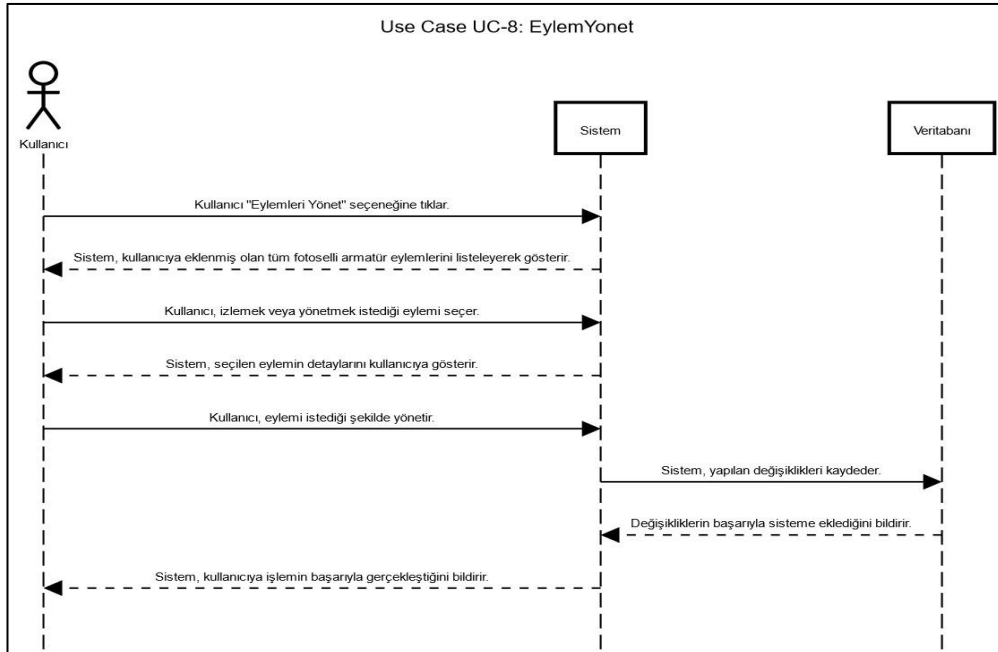 Use Case UC-8: EylemYonet
Kullanıcı
Sistem
Veritabanı
Kullanıcı "Eylemleri Yönet" seçeneğine tıklar.
Sistem, kullanıcıya eklenmiş olan tüm fotoselli armatür eylemlerini listeleyerek gösterir.
Kullanıcı, izlemek veya yönetmek istediği eylemi seçer.
Sistem, seçilen eylemin detaylarını kullanıcıya gösterir.
Kullanıcı, eylemi istediği şekilde yönetir.
Sistem, yapılan değişiklikleri kaydeder.
Değişikliklerin başarıyla sisteme eklediğini bildirir.
Sistem, kullanıcıya işlemin başarıyla gerçekleştiğini bildirir.